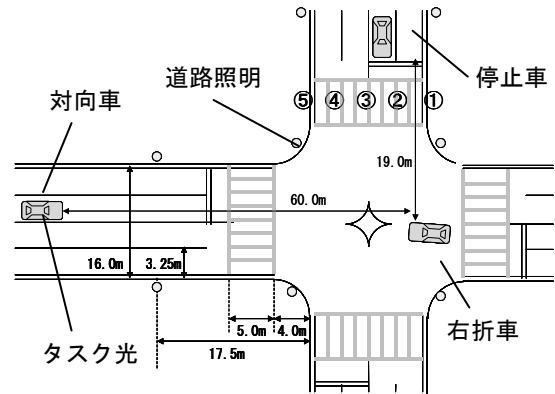 道路照明
停止車
対向車
⑤ ④ ③ ② ①
19.0m
60.0m
16.0m
3.25m
右折車
5.0m
4.0m
タスク光
17.5m